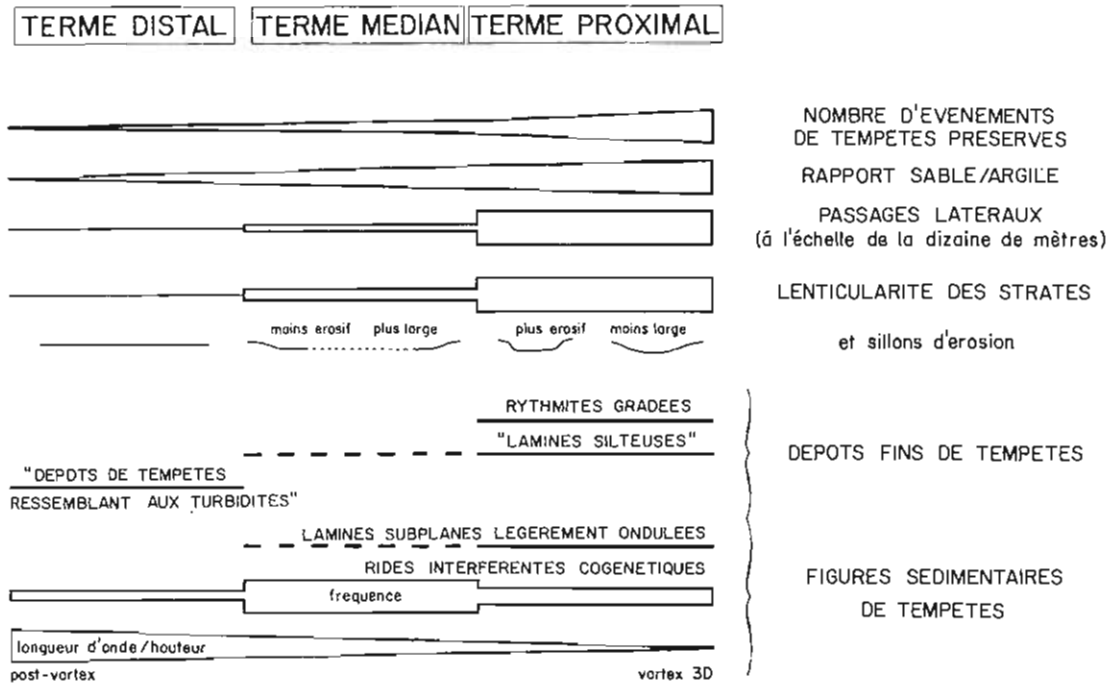 TERME DISTAL TERME MEDIAN TERME PROXIMAL
NOMBRE D'EVENEMENTS
DE TEMPETES PRESERVES
RAPPORT SABLE/ARGILE
PASSAGES LATERAUX
(á l'échelle de la dizaine de mètres)
LENTICULARITE DES STRATES
moins erosif plus large plus erosif moins large
et sillons d'erosion
RYTHMITES GRADEES
"LAMINES SILTEUSES"
DEPOTS FINS DE TEMPETES
"DEPOTS DE TEMPETES
RESSEMBLANT AUX TURBIDITES"
LAMINES SUBPLANES LEGEREMENT ONDULEES
RIDES INTERFERENTES COGENETIQUES
frequence
FIGURES SEDIMENTAIRES
DE TEMPETES
longueur d'onde/hauteur
post-vortex vortex 3D